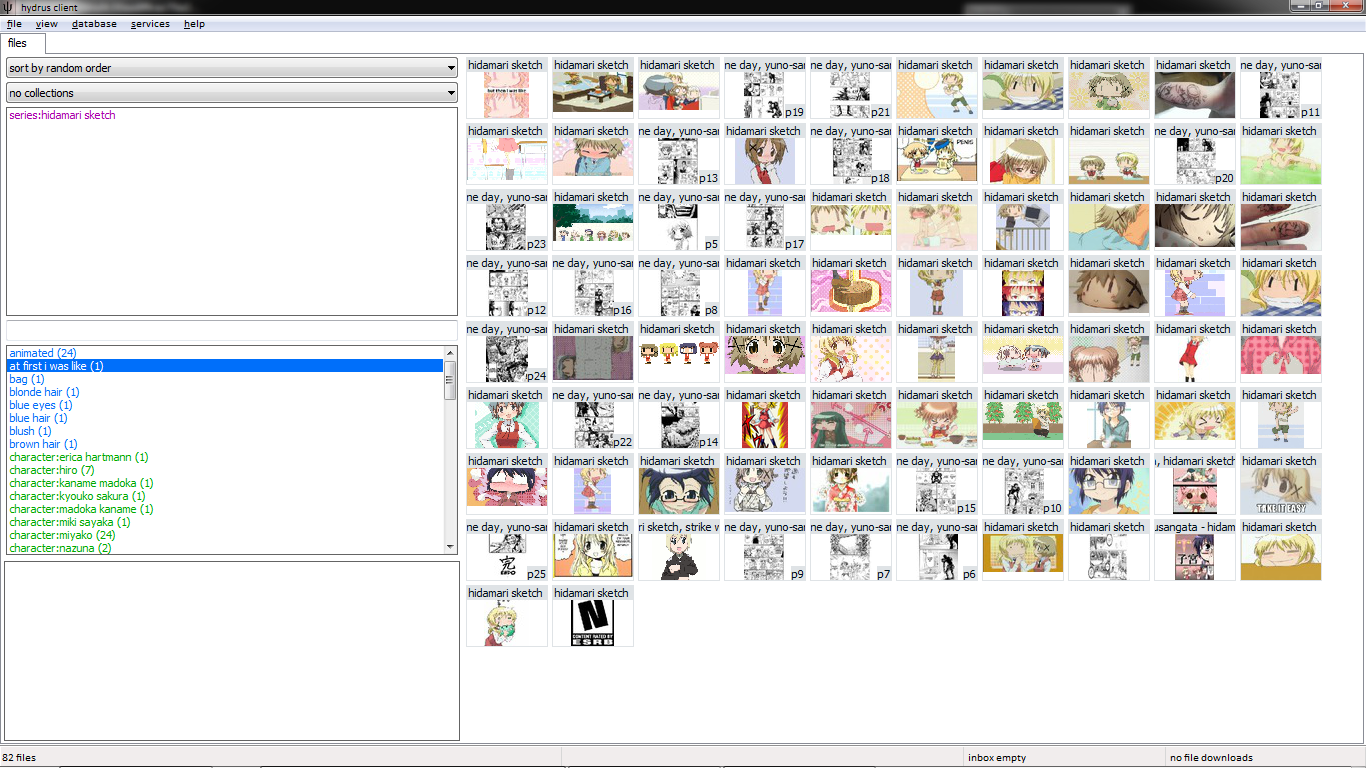 hydrus client
file view database services help
files
sort by random order
no collections
series:hidamari sketch
animated (24)
at first i was like (1)
bag (1)
blonde hair (1)
blue eyes (1)
blue hair (1)
blush (1)
brown hair (1)
character:erica hartmann (1)
character:hiro (7)
character:kaname madoka (1)
character:kyouko sakura (1)
character:madoka kaname (1)
character:miki sayaka (1)
character:miyako (24)
character:nazuna (2)
hidamari sketch hidamari sketch hidamari sketch ne day, yuno-sa ne day, yuno-sa hidamari sketch hidamari sketch hidamari sketch hidamari sketch ne day, yuno-sa
but then i was like
p19 p21 p11
hidamari sketch hidamari sketch ne day, yuno-sa hidamari sketch ne day, yuno-sa hidamari sketch hidamari sketch hidamari sketch ne day, yuno-sa hidamari sketch
PENIS
p13 p18 p20
ne day, yuno-sa hidamari sketch ne day, yuno-sa ne day, yuno-sa hidamari sketch hidamari sketch hidamari sketch hidamari sketch hidamari sketch hidamari sketch
p23 p5 p17
ne day, yuno-sa ne day, yuno-sa ne day, yuno-sa hidamari sketch hidamari sketch hidamari sketch hidamari sketch hidamari sketch hidamari sketch hidamari sketch
p12 p16 p8
ne day, yuno-sa hidamari sketch hidamari sketch hidamari sketch hidamari sketch hidamari sketch hidamari sketch hidamari sketch hidamari sketch hidamari sketch
p24
hidamari sketch ne day, yuno-sa ne day, yuno-sa hidamari sketch hidamari sketch hidamari sketch hidamari sketch hidamari sketch hidamari sketch hidamari sketch
p22 p14
hidamari sketch hidamari sketch hidamari sketch hidamari sketch hidamari sketch ne day, yuno-sa ne day, yuno-sa hidamari sketch , hidamari sketch hidamari sketch
p15 p10
TAKE IT EASY
ne day, yuno-sa hidamari sketch ri sketch, strike v ne day, yuno-sa ne day, yuno-sa ne day, yuno-sa hidamari sketch hidamari sketch usangata - hidam hidamari sketch
p25 p9 p7 p6
hidamari sketch hidamari sketch
N
CONTENT RATED BY
ESRB
82 files
inbox empty
no file downloads